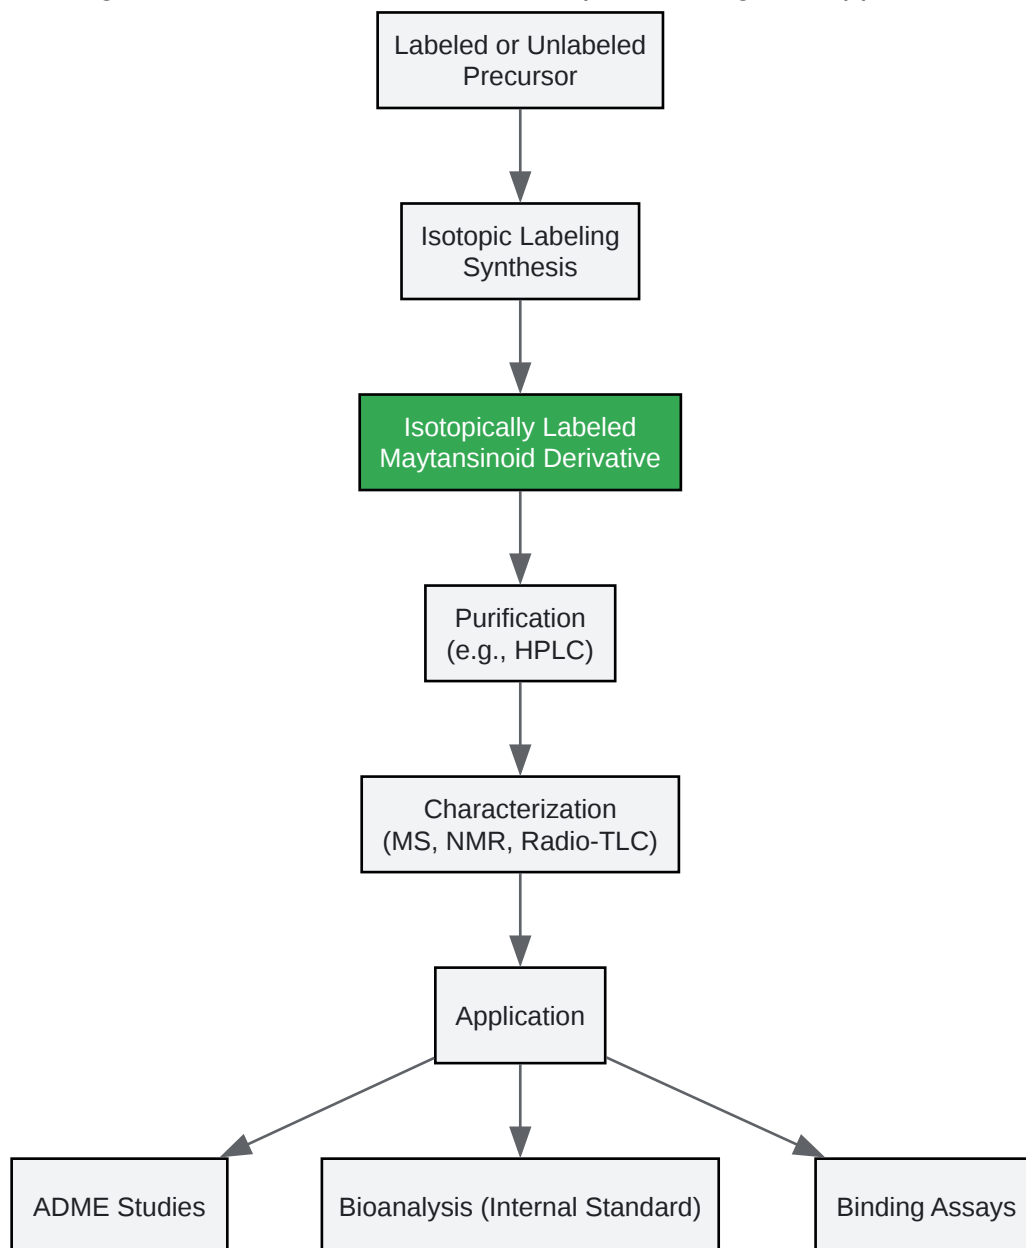 Labeled or Unlabeled
Precursor
Isotopic Labeling
Synthesis
Isotopically Labeled
Maytansinoid Derivative
Purification
(e.g., HPLC)
Characterization
(MS, NMR, Radio-TLC)
Application
ADME Studies
Bioanalysis (Internal Standard)
Binding Assays